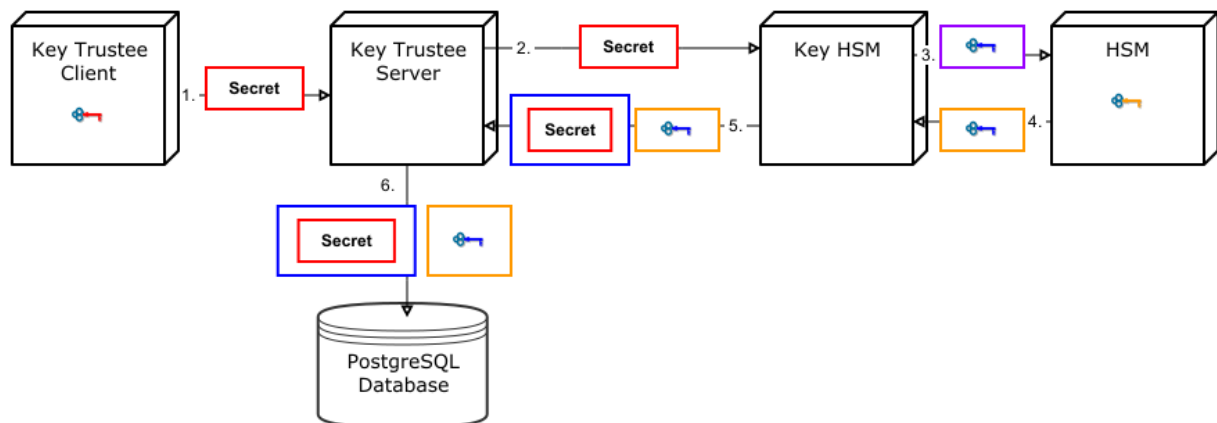 Key Trustee
Client
Key Trustee
Server
Key HSM
HSM
1.
Secret
2.
Secret
3.
4.
5.
Secret
6.
Secret
PostgreSQL
Database